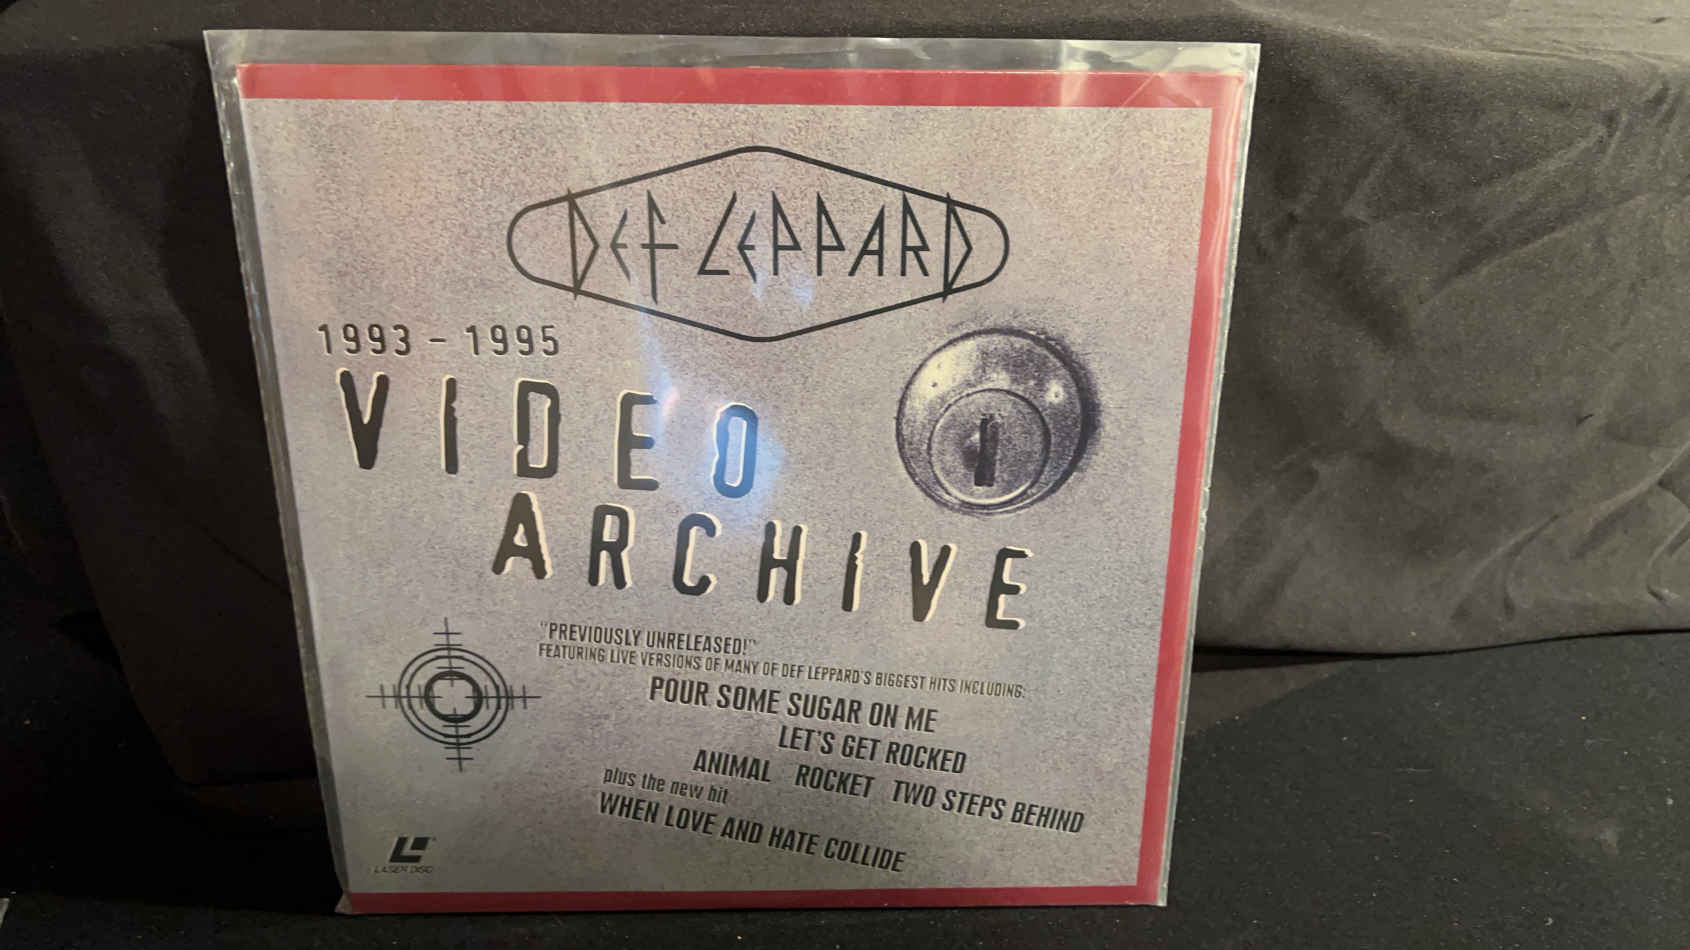 DEF LEPPARD
1993 - 1995
VIDEO
ARCHIVE
"PREVIOUSLY UNRELEASED!"
FEATURING LIVE VERSIONS OF MANY OF DEF LEPPARD'S BIGGEST HITS INCLUDING:
POUR SOME SUGAR ON ME
LET'S GET ROCKED
ANIMAL ROCKET TWO STEPS BEHIND
plus the new hit
WHEN LOVE AND HATE COLLIDE
LASER DISC